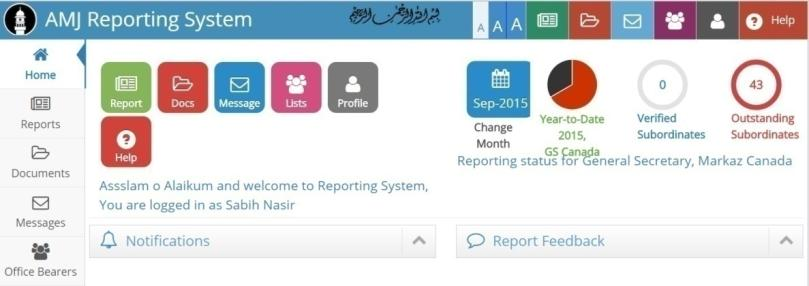 AMJ Reporting System
بسم الله الرحمن الرحيم
A A A
Help
Home
Reports
Documents
Messages
Office Bearers
Report
Docs
Message
Lists
Profile
Help
Assslam o Alaikum and welcome to Reporting System,
You are logged in as Sabih Nasir
Sep-2015
Change
Month
Year-to-Date
2015,
GS Canada
0
Verified
Subordinates
43
Outstanding
Subordinates
Reporting status for General Secretary, Markaz Canada
Notifications
Report Feedback